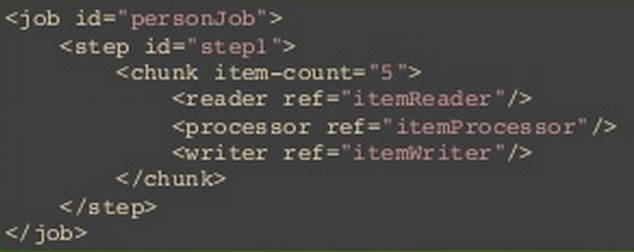 <job id="personJob">
    <step id="step1">
        <chunk item-count="5">
            <reader ref="itemReader"/>
            <processor ref="itemProcessor"/>
            <writer ref="itemWriter"/>
        </chunk>
    </step>
</job>